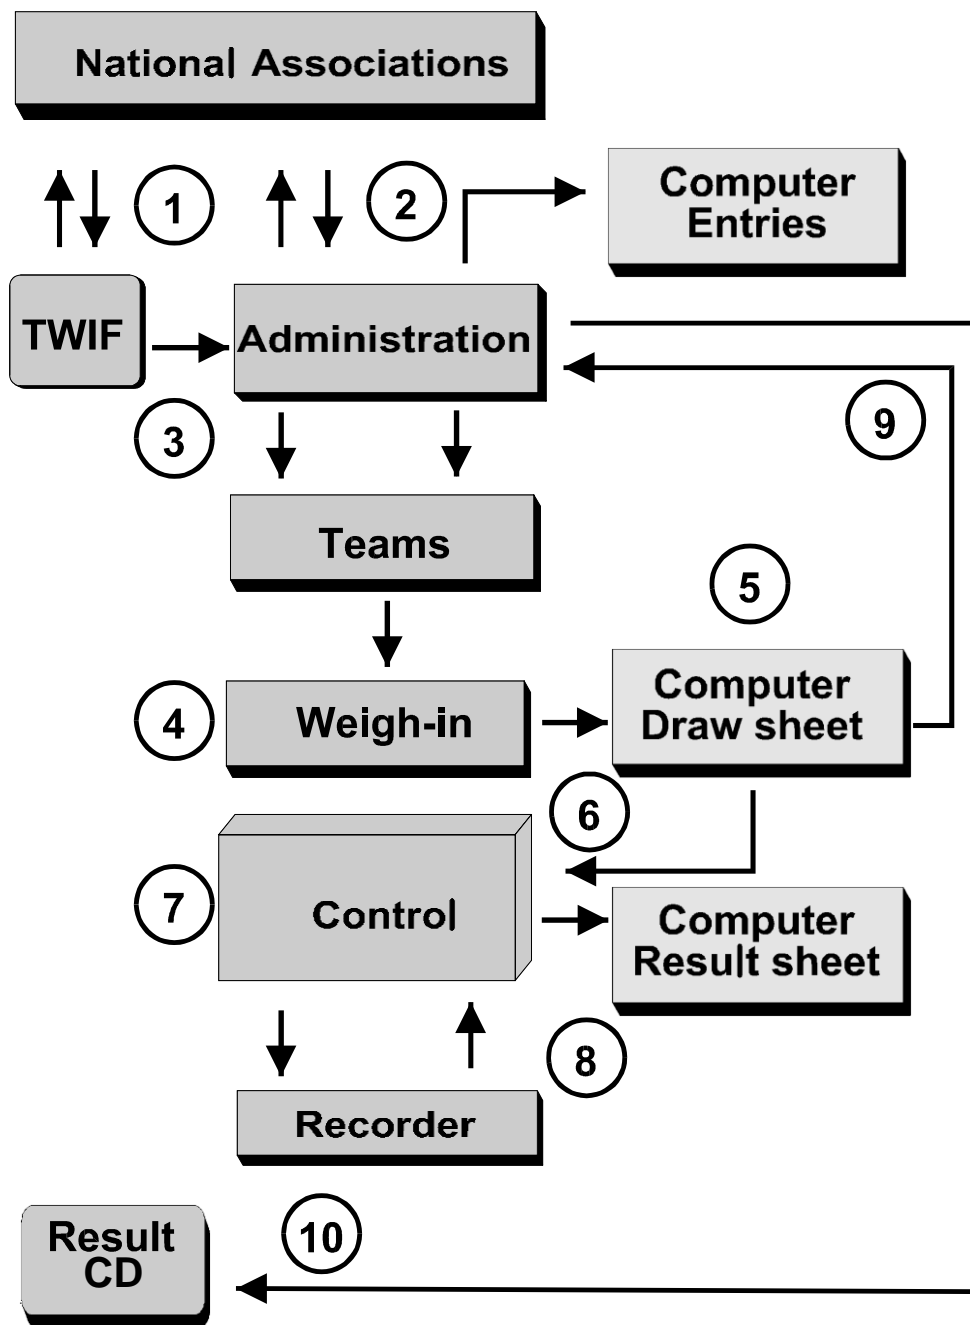 National Associations
1
2
Computer
Entries
TWIF
Administration
3
9
Teams
5
4
Weigh-in
Computer
Draw sheet
6
7
Control
Computer
Result sheet
8
Recorder
Result
CD
10